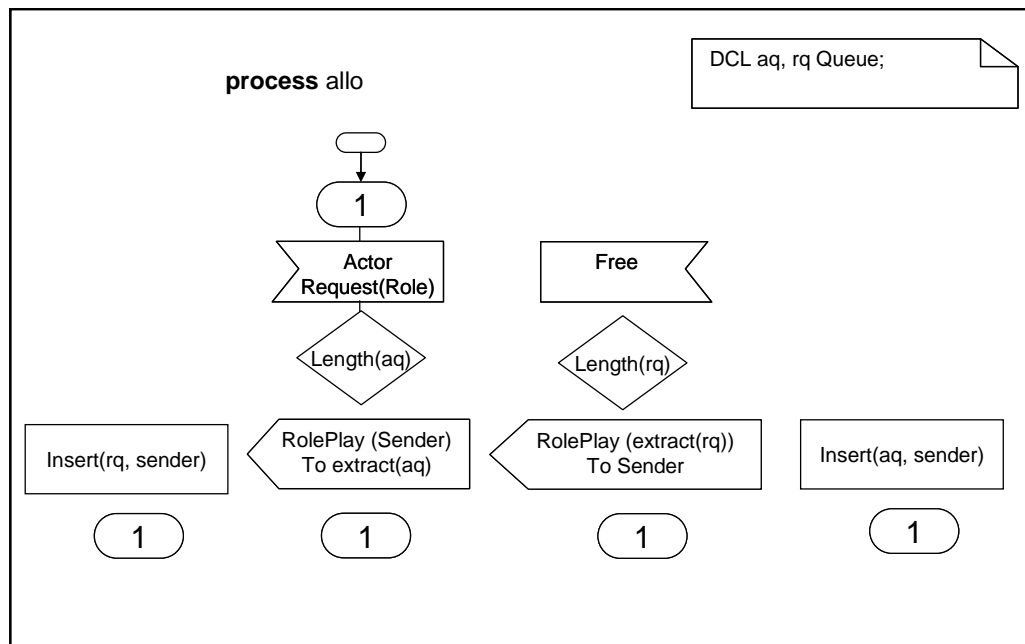 DCL aq, rq Queue;
process allo
1
Actor
Request(Role)
Free
Length(aq)
Length(rq)
Insert(rq, sender)
RolePlay (Sender)
To extract(aq)
RolePlay (extract(rq))
To Sender
Insert(aq, sender)
1
1
1
1